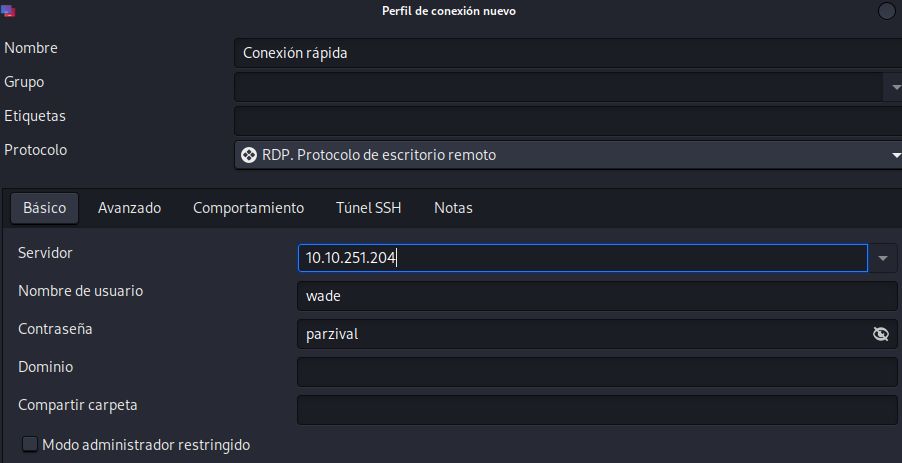 Perfil de conexión nuevo
Nombre Conexión rápida
Grupo
Etiquetas
Protocolo RDP. Protocolo de escritorio remoto
Básico Avanzado Comportamiento Túnel SSH Notas
Servidor 10.10.251.204
Nombre de usuario wade
Contraseña parzival
Dominio
Compartir carpeta
Modo administrador restringido